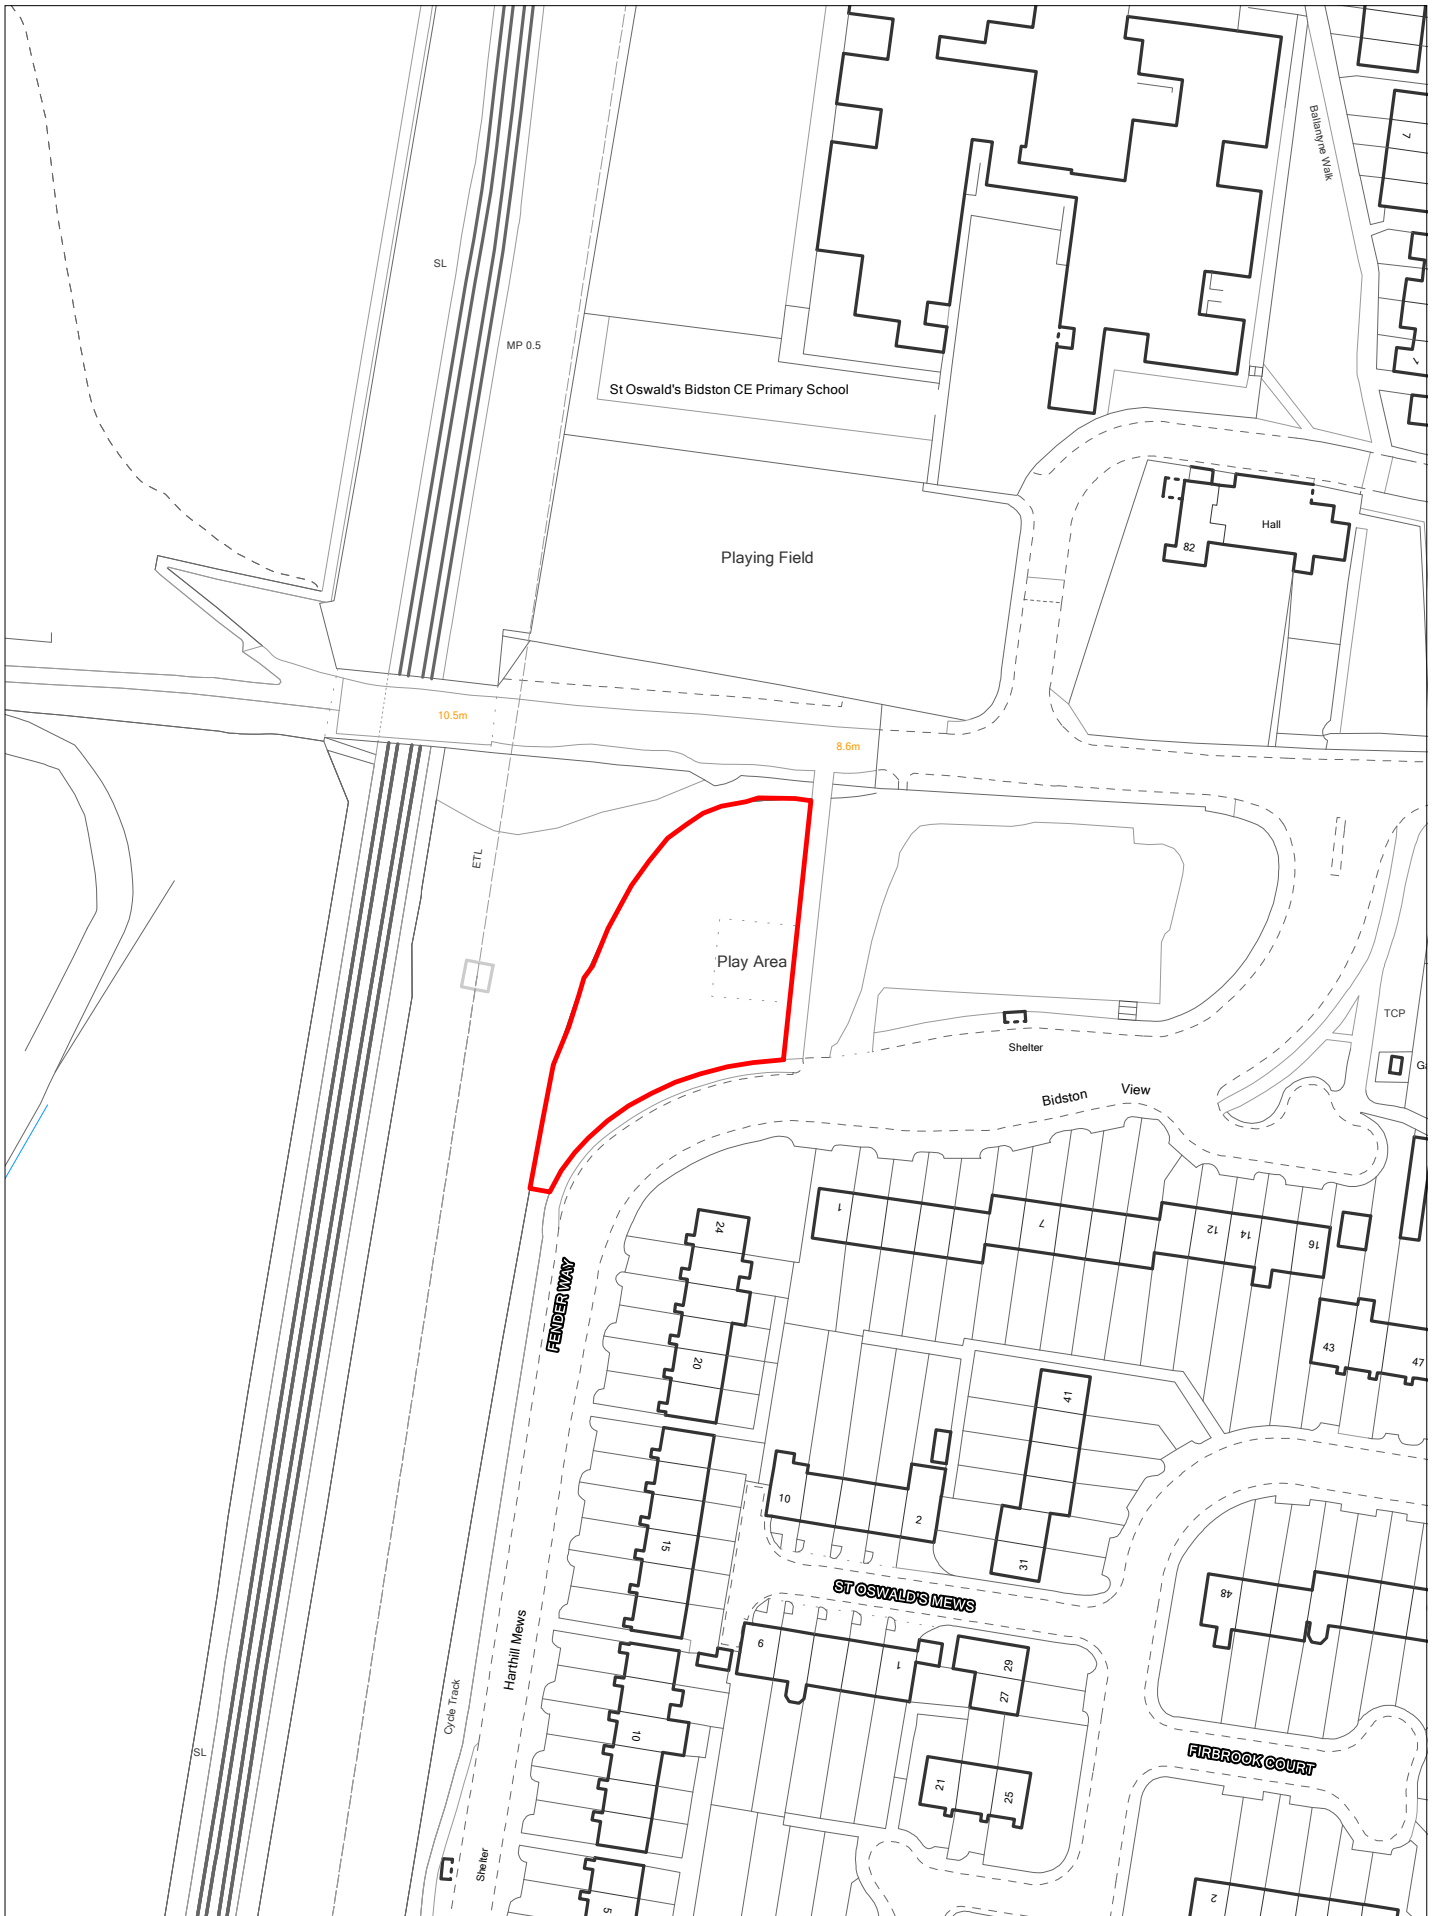 Ballantyne Walk
7
SL
MP 0.5
1
St Oswald's Bidston CE Primary School
Hall
82
Playing Field
10.5m
8.6m
ETL
Play Area
TCP
Shelter
Ga
Bidston View
1
7
12
14
16
24
FENDER WAY
20
43
47
41
10
2
15
31
ST OSWALD'S MEWS
48
Harthill Mews
6
1
29
27
Cycle Track
10
SL
FIRBROOK COURT
21
25
Shelter
5
2